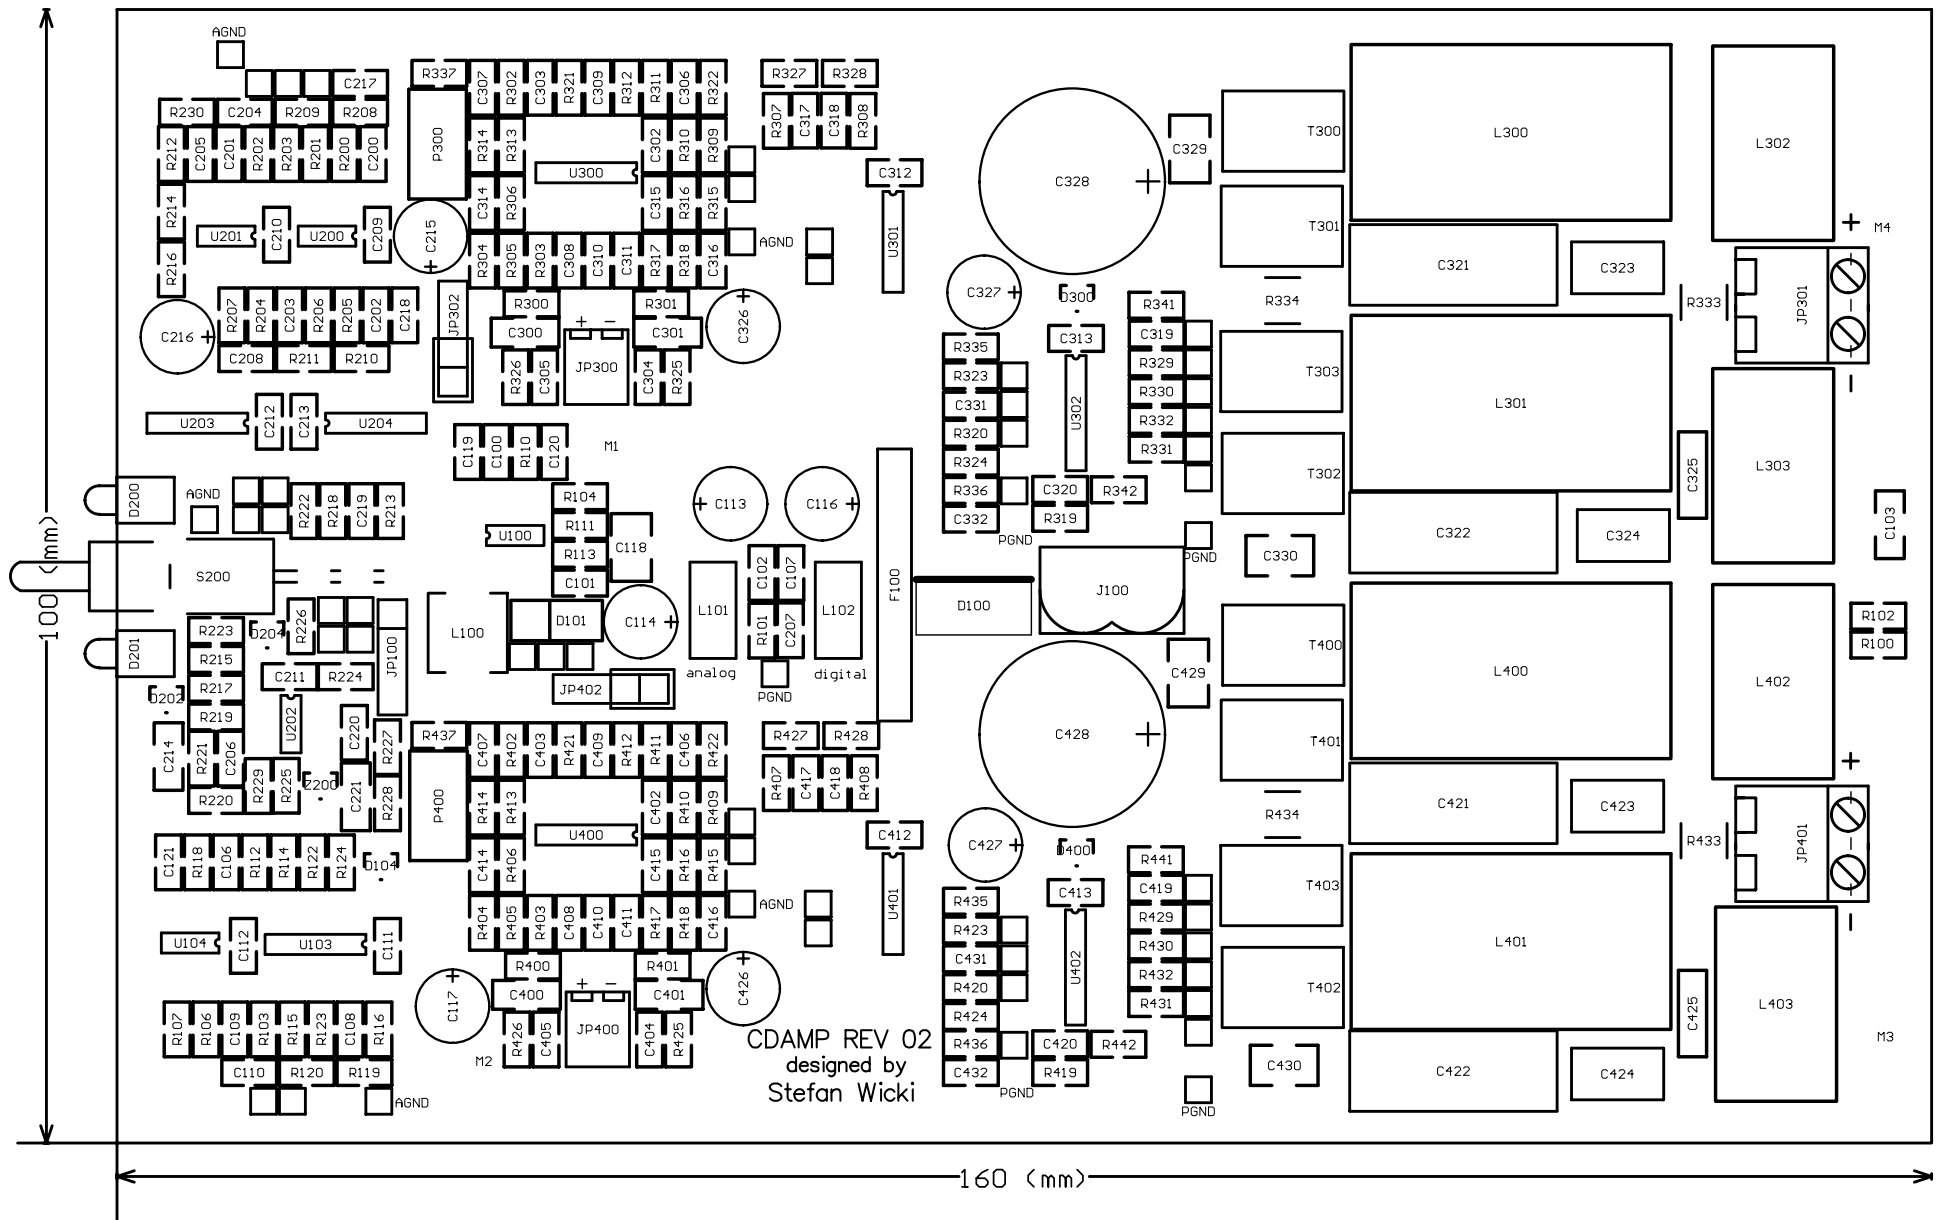 AGND
C217
R230 C204 R209 R208
R212 C205 C201 R202 R203 R201 R200 C200
R214
U201 C210 U200 C209
R216
C216
R207 R204 C203 R206 R205 C202 C218
C208 R211 R210
U203 C212 C213 U204
R337 C307 R302 C303 R321 C309 R312 R311 C306 R322
P300
R314 R313 C302 R310 R309
U300
C314 R306 C315 R316 R315
C215
R304 R305 R303 C308 C310 C311 R317 R318 C316
AGND
JP302
R300 R301
C300 + − C301
C326
R326 C305 JP300 C304 R325
R327 R328
R307 C317 C318 R308
C312
U301
C328
C329
C327
D300
C313
R335
R323
C331
R320
R324
R336
C332
PGND
U302
C320 R342
R319
R341
C319
R329
R330
R332
R331
PGND
T300
T301
R334
T303
T302
C330
L300
C321 C323
L301
C322 C324
L302
+
M4
R333
JP301
−
L303
C325
C103
C119 C100 R110 C120
M1
D200
AGND
R222 R218 C219 R213
S200
D201
R104
R111
R113
C101
U100
C118
C113 C116
C102 C107
L101 L102
R101 C207
analog digital
PGND
F100
D100
J100
R223
R215
R217
R219
D204
R226
C211 R224
JP100
L100
D101
C114
JP402
D202
C214
U202
C220 R227
R221 C206
R229 R225
Z200
R220
C221 R228
C121 R118 C106 R112 R114 R122 R124
D104
U104 C112 U103 C111
R107 R106 C109 R103 R115 R123 C108 R116
C110 R120 R119
AGND
R437 C407 R402 C403 R421 C409 R412 R411 C406 R422
P400
R414 R413 C402 R410 R409
U400
C414 R406 C415 R416 R415
R404 R405 R403 C408 C410 C411 R417 R418 C416
AGND
C117
R400 R401
C400 + − C401
C426
R426 C405 JP400 C404 R425
M2
R427 R428
R407 C417 C418 R408
C412
U401
C428
C429
C427
D400
C413
R435
R423
C431
R420
R424
R436
C432
PGND
U402
C420 R442
R419
R441
C419
R429
R430
R432
R431
PGND
T400
T401
R434
T403
T402
C430
L400
C421 C423
L401
C422 C424
L402
R102
R100
+
R433
JP401
−
L403
C425
M3
CDAMP REV 02
designed by
Stefan Wicki
100 (mm)
160 (mm)